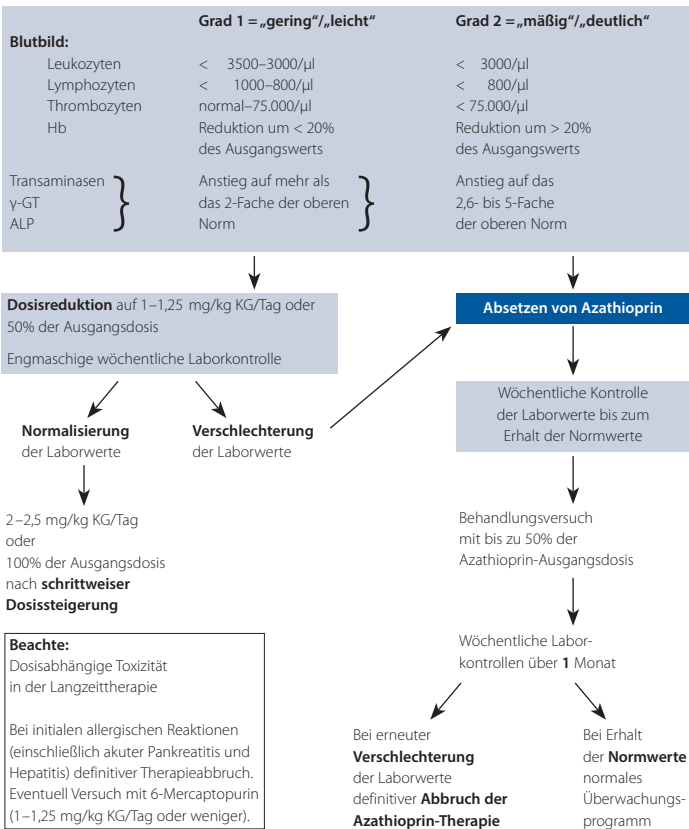 Grad 1 = „gering“/„leicht“ Grad 2 = „mäßig“/„deutlich“
Blutbild:
Leukozyten < 3500–3000/µl < 3000/µl
Lymphozyten < 1000–800/µl < 800/µl
Thrombozyten normal–75.000/µl < 75.000/µl
Hb Reduktion um < 20% Reduktion um > 20%
des Ausgangswerts des Ausgangswerts
Transaminasen Anstieg auf mehr als Anstieg auf das
γ-GT das 2-Fache der oberen 2,6- bis 5-Fache
ALP Norm der oberen Norm
Dosisreduktion auf 1–1,25 mg/kg KG/Tag oder
50% der Ausgangsdosis
Engmaschige wöchentliche Laborkontrolle
Absetzen von Azathioprin
Normalisierung
der Laborwerte
Verschlechterung
der Laborwerte
Wöchentliche Kontrolle
der Laborwerte bis zum
Erhalt der Normwerte
2–2,5 mg/kg KG/Tag
oder
100% der Ausgangsdosis
nach schrittweiser
Dosissteigerung
Behandlungsversuch
mit bis zu 50% der
Azathioprin-Ausgangsdosis
Wöchentliche Labor-
kontrollen über 1 Monat
Beachte:
Dosisabhängige Toxizität
in der Langzeittherapie
Bei initialen allergischen Reaktionen
(einschließlich akuter Pankreatitis und
Hepatitis) definitiver Therapieabbruch.
Eventuell Versuch mit 6-Mercaptopurin
(1–1,25 mg/kg KG/Tag oder weniger).
Bei erneuter
Verschlechterung
der Laborwerte
definitiver Abbruch der
Azathioprin-Therapie
Bei Erhalt
der Normwerte
normales
Überwachungs-
programm